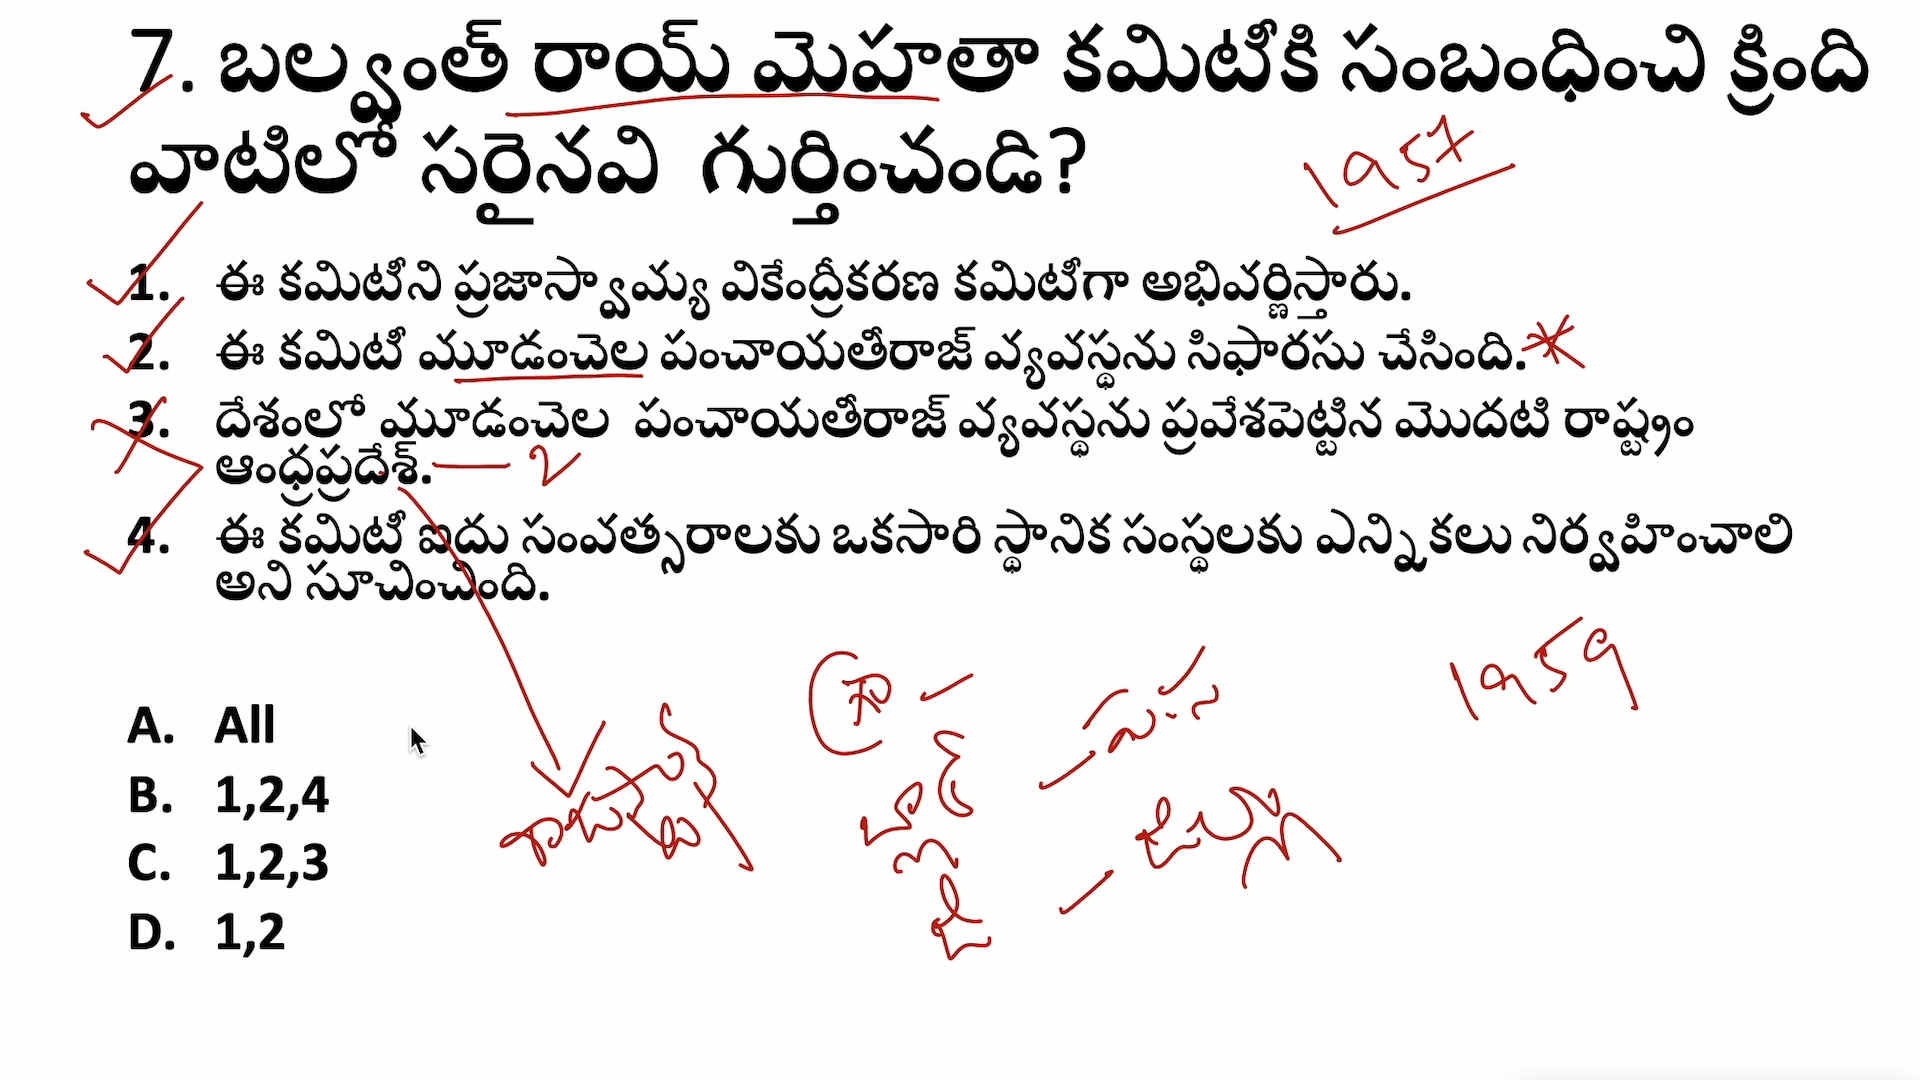 7. బల్వంత్ రాయ్ మెహతా కమిటీకి సంబంధించి క్రింది
వాటిలో సరైనవి గుర్తించండి?
1957
1. ఈ కమిటీని ప్రజాస్వామ్య వికేంద్రీకరణ కమిటీగా అభివర్ణిస్తారు.
2. ఈ కమిటీ మూడంచెల పంచాయతీరాజ్ వ్యవస్థను సిఫారసు చేసింది.*
3. దేశంలో మూడంచెల పంచాయతీరాజ్ వ్యవస్థను ప్రవేశపెట్టిన మొదటి రాష్ట్రం
ఆంధ్రప్రదేశ్. 2
4. ఈ కమిటీ ఐదు సంవత్సరాలకు ఒకసారి స్థానిక సంస్థలకు ఎన్నికలు నిర్వహించాలి
అని సూచించింది.
1959
A. All
B. 1,2,4
C. 1,2,3
D. 1,2